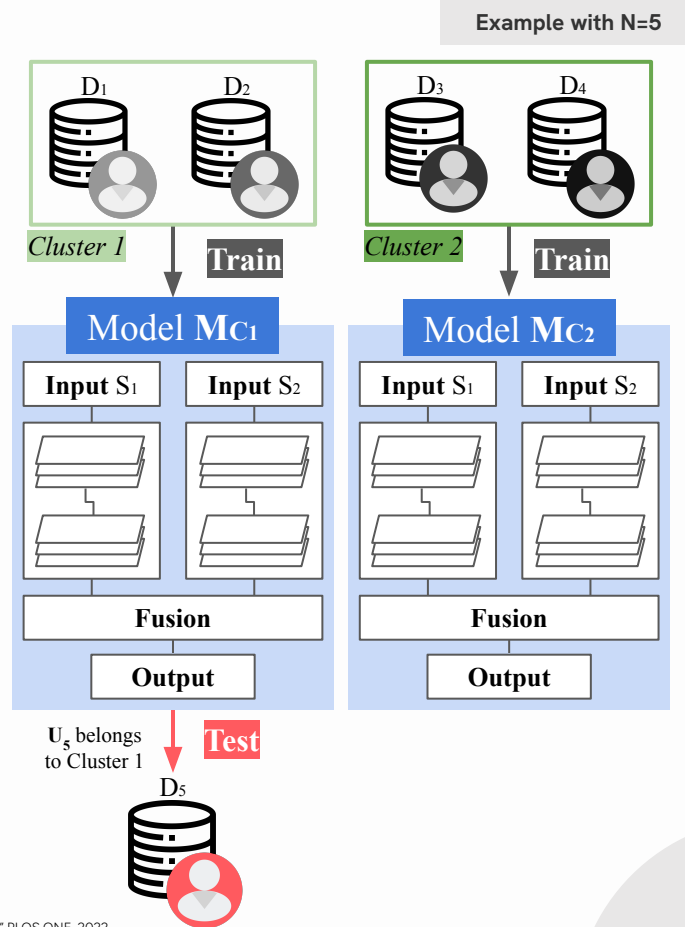 Example with N=5
D1 D2
D3 D4
Cluster 1
Train
Cluster 2
Train
Model MC1
Model MC2
Input S1 Input S2
Input S1 Input S2
Fusion
Fusion
Output
Output
U5 belongs
to Cluster 1
Test
D5
" PLOS ONE, 2022